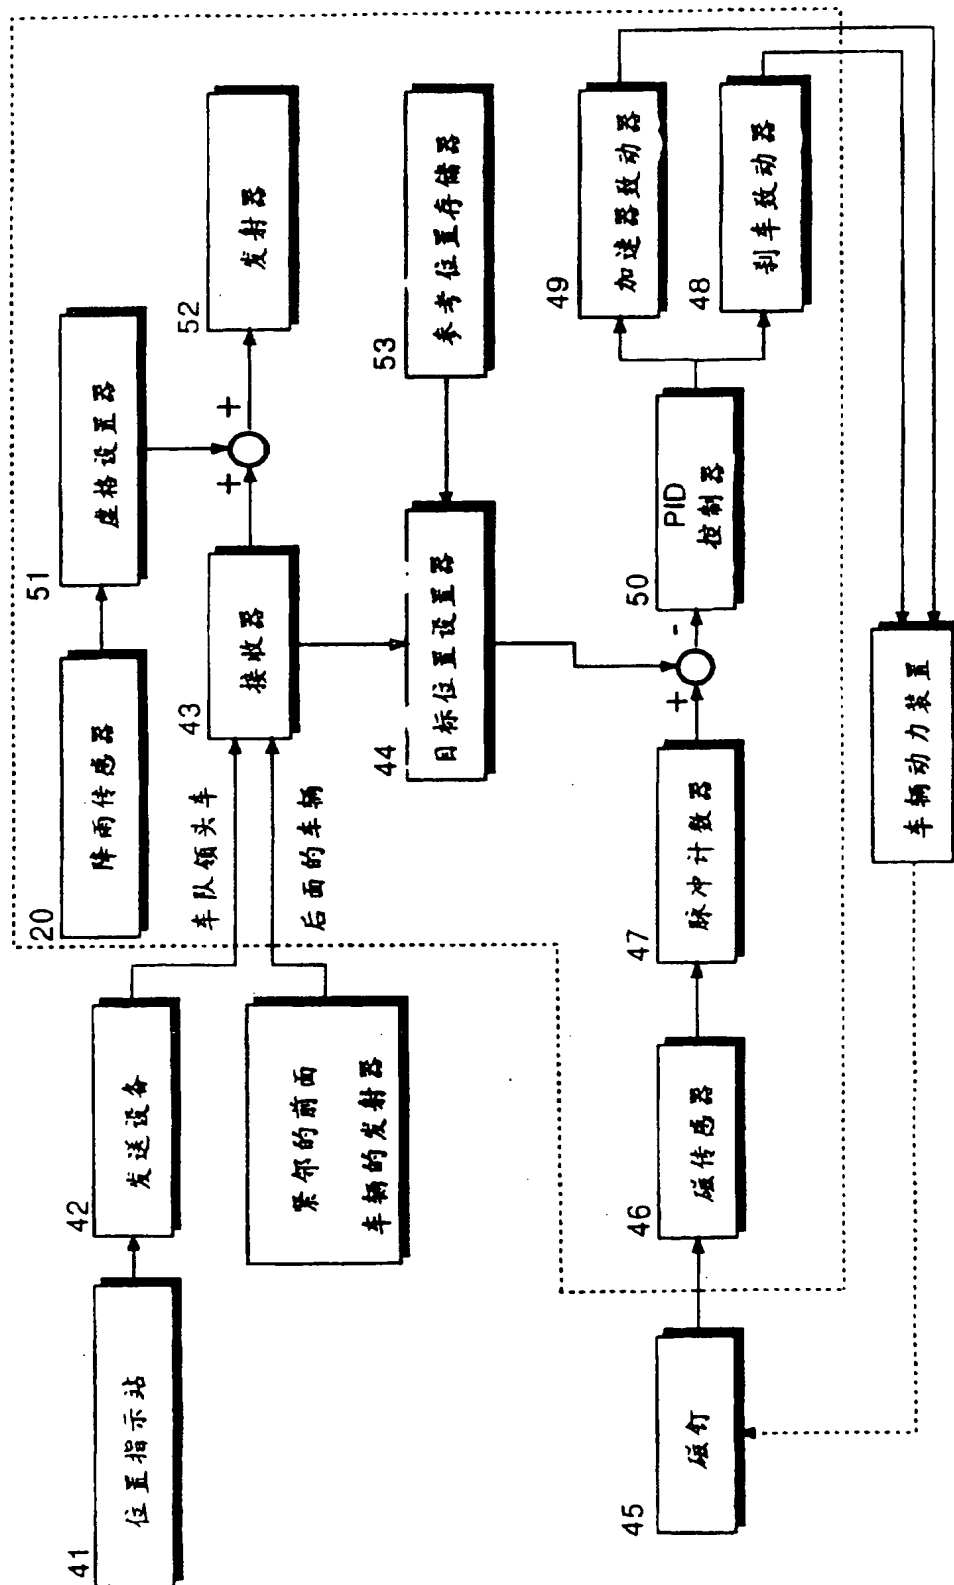 41
位置指示站
42
发送设备
紧邻的前面
车辆的发射器
车队领头车
后面的车辆
20
降雨传感器
51
虚格设置器
43
接收器
+
+
52
发射器
44
目标位置设置器
53
参考位置存储器
45
磁钉
46
磁传感器
47
脉冲计数器
+
-
50
PID
控制器
49
加速器致动器
48
刹车致动器
车辆动力装置